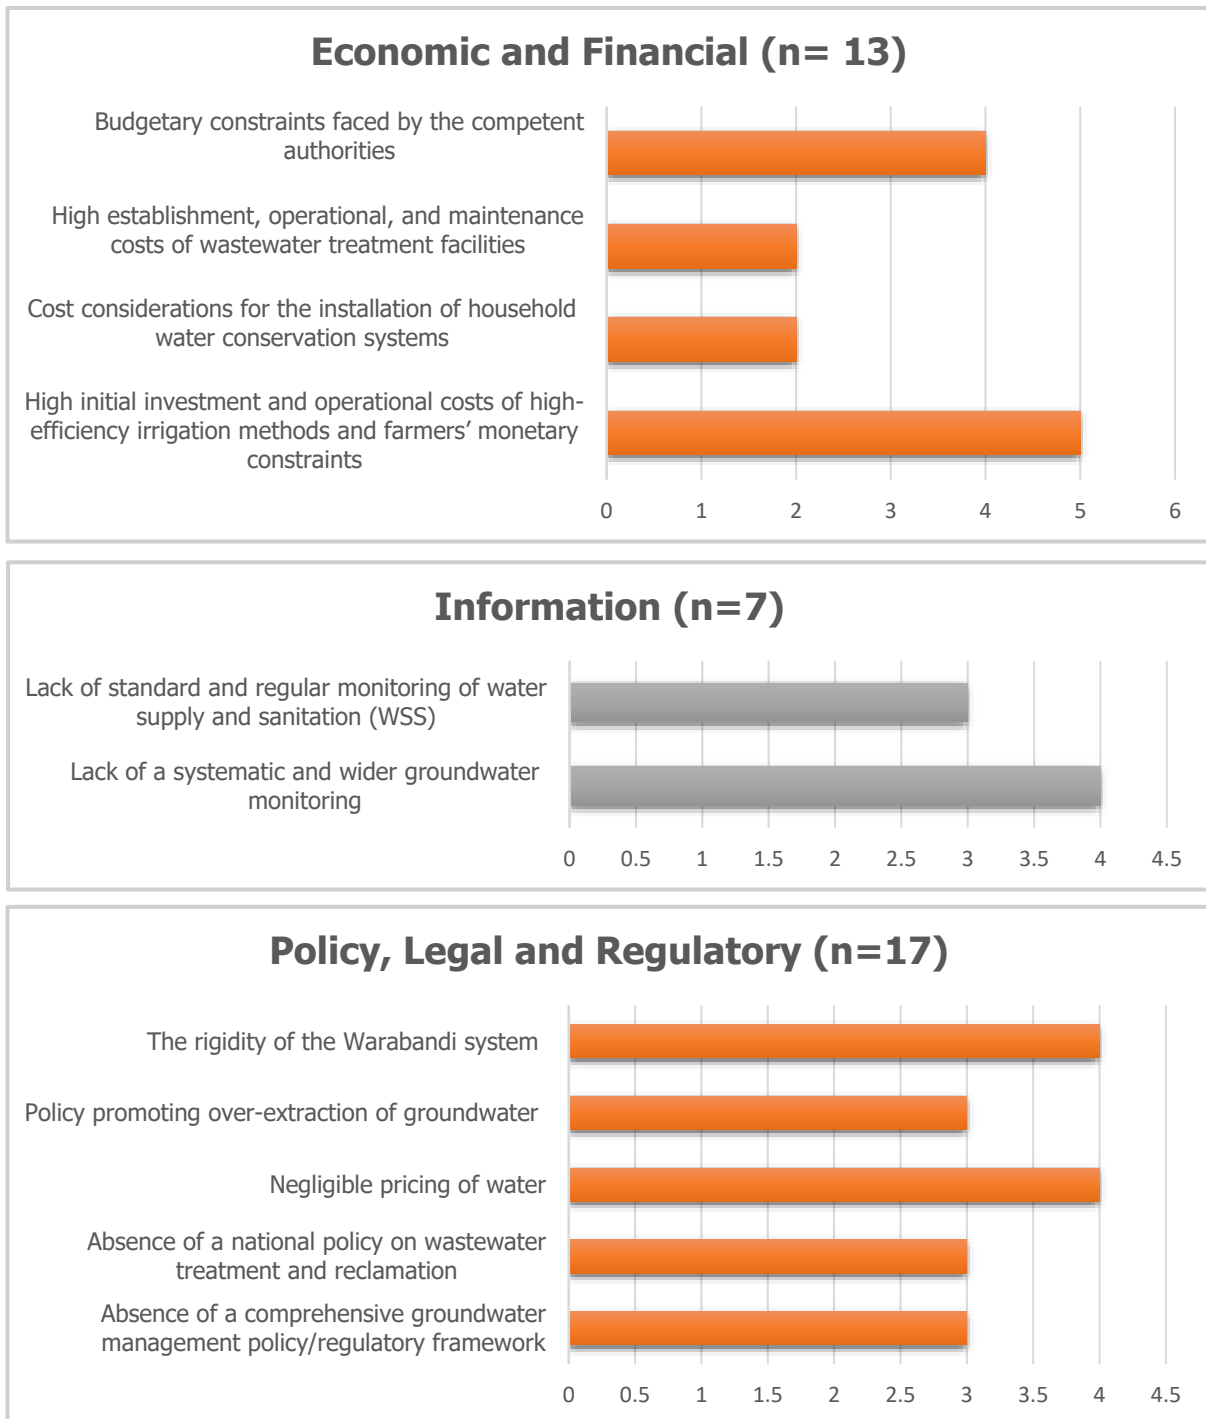 Economic and Financial (n= 13)
Budgetary constraints faced by the competent
authorities
High establishment, operational, and maintenance
costs of wastewater treatment facilities
Cost considerations for the installation of household
water conservation systems
High initial investment and operational costs of high-
efficiency irrigation methods and farmers’ monetary
constraints
0 1 2 3 4 5 6
Information (n=7)
Lack of standard and regular monitoring of water
supply and sanitation (WSS)
Lack of a systematic and wider groundwater
monitoring
0 0.5 1 1.5 2 2.5 3 3.5 4 4.5
Policy, Legal and Regulatory (n=17)
The rigidity of the Warabandi system
Policy promoting over-extraction of groundwater
Negligible pricing of water
Absence of a national policy on wastewater
treatment and reclamation
Absence of a comprehensive groundwater
management policy/regulatory framework
0 0.5 1 1.5 2 2.5 3 3.5 4 4.5